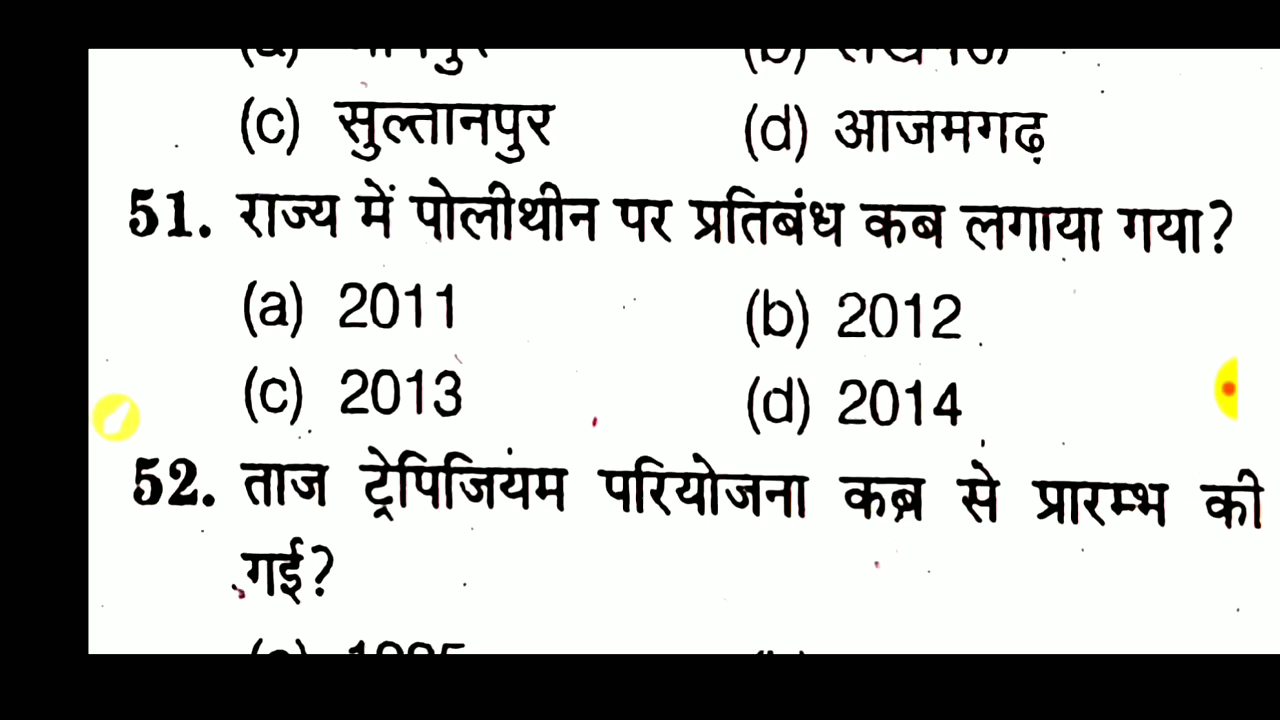 (c) सुल्तानपुर (d) आजमगढ़
51. राज्य में पोलीथीन पर प्रतिबंध कब लगाया गया?
(a) 2011 (b) 2012
(c) 2013 (d) 2014
52. ताज ट्रेपिजियम परियोजना कब से प्रारम्भ की
गई?